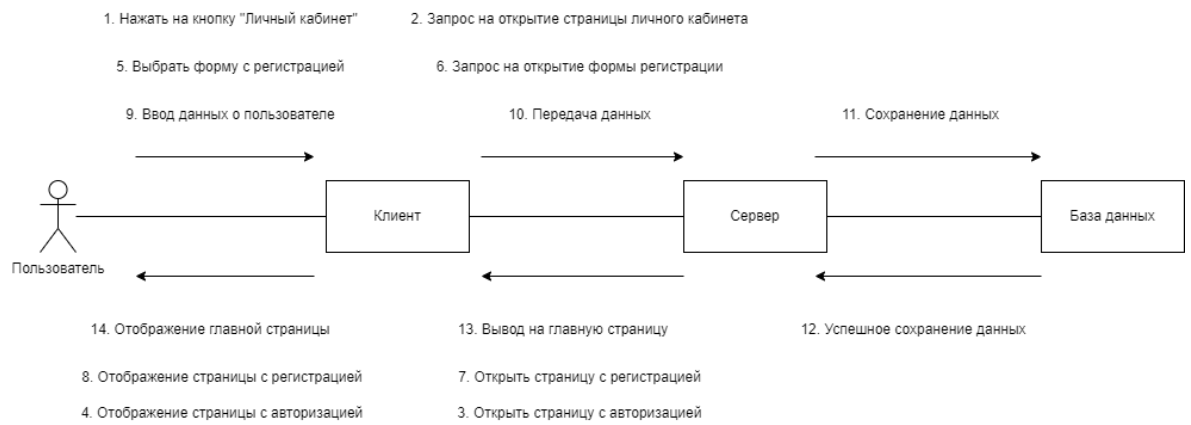 1. Нажать на кнопку "Личный кабинет"
2. Запрос на открытие страницы личного кабинета
5. Выбрать форму с регистрацией
6. Запрос на открытие формы регистрации
9. Ввод данных о пользователе
10. Передача данных
11. Сохранение данных
Клиент
Сервер
База данных
Пользователь
14. Отображение главной страницы
13. Вывод на главную страницу
12. Успешное сохранение данных
8. Отображение страницы с регистрацией
7. Открыть страницу с регистрацией
4. Отображение страницы с авторизацией
3. Открыть страницу с авторизацией